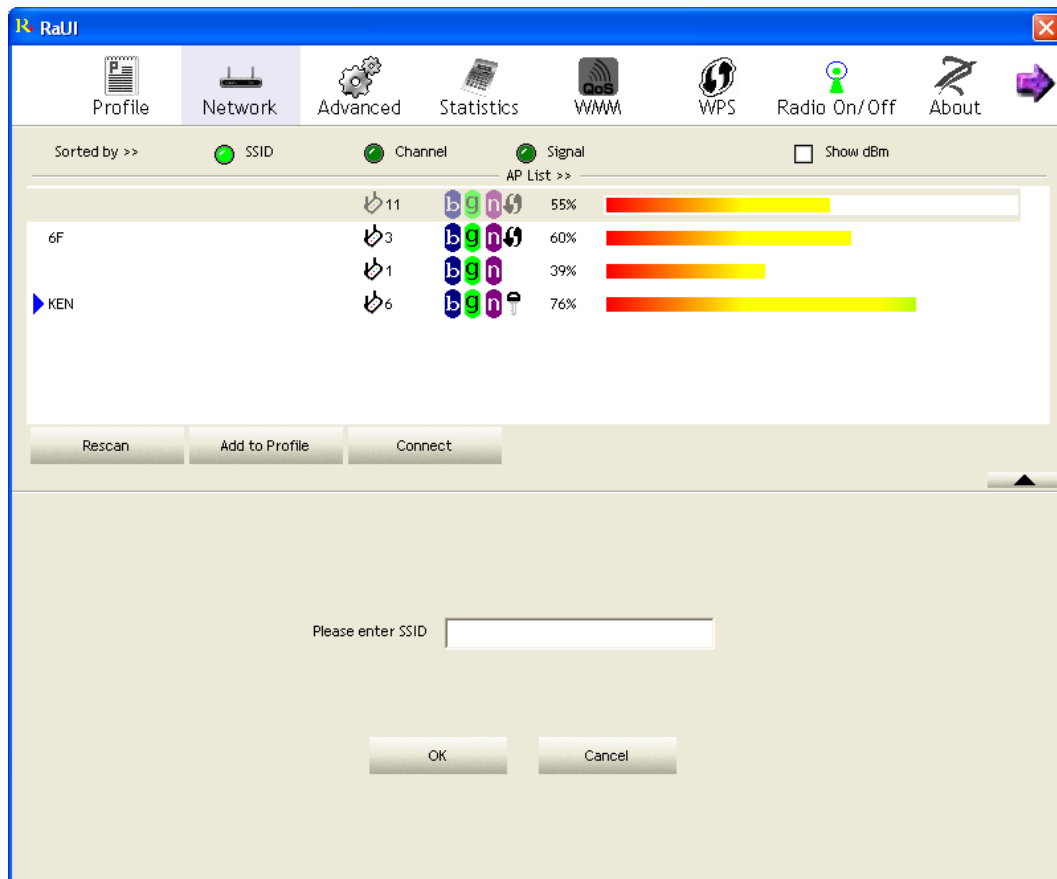 RaUI
Profile Network Advanced Statistics QoS WMM WPS Radio On/Off About
Sorted by >> SSID Channel Signal Show dBm
AP List >>
11 b g n 55%
6F 3 b g n 60%
1 b g n 39%
KEN 6 b g n 76%
Rescan Add to Profile Connect
Please enter SSID
OK Cancel